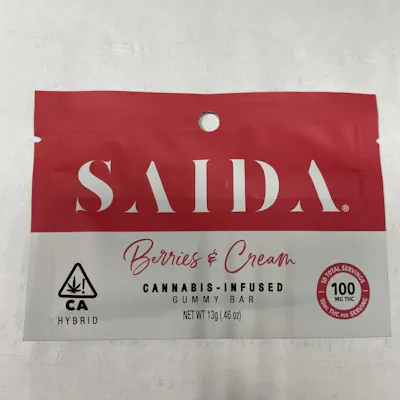 SAIDA®
Berries & Cream
CANNABIS-INFUSED
GUMMY BAR
NET WT 13g (.46 oz)
!
CA
HYBRID
10 TOTAL SERVINGS
100
MG THC
10MG THC PER SERVING